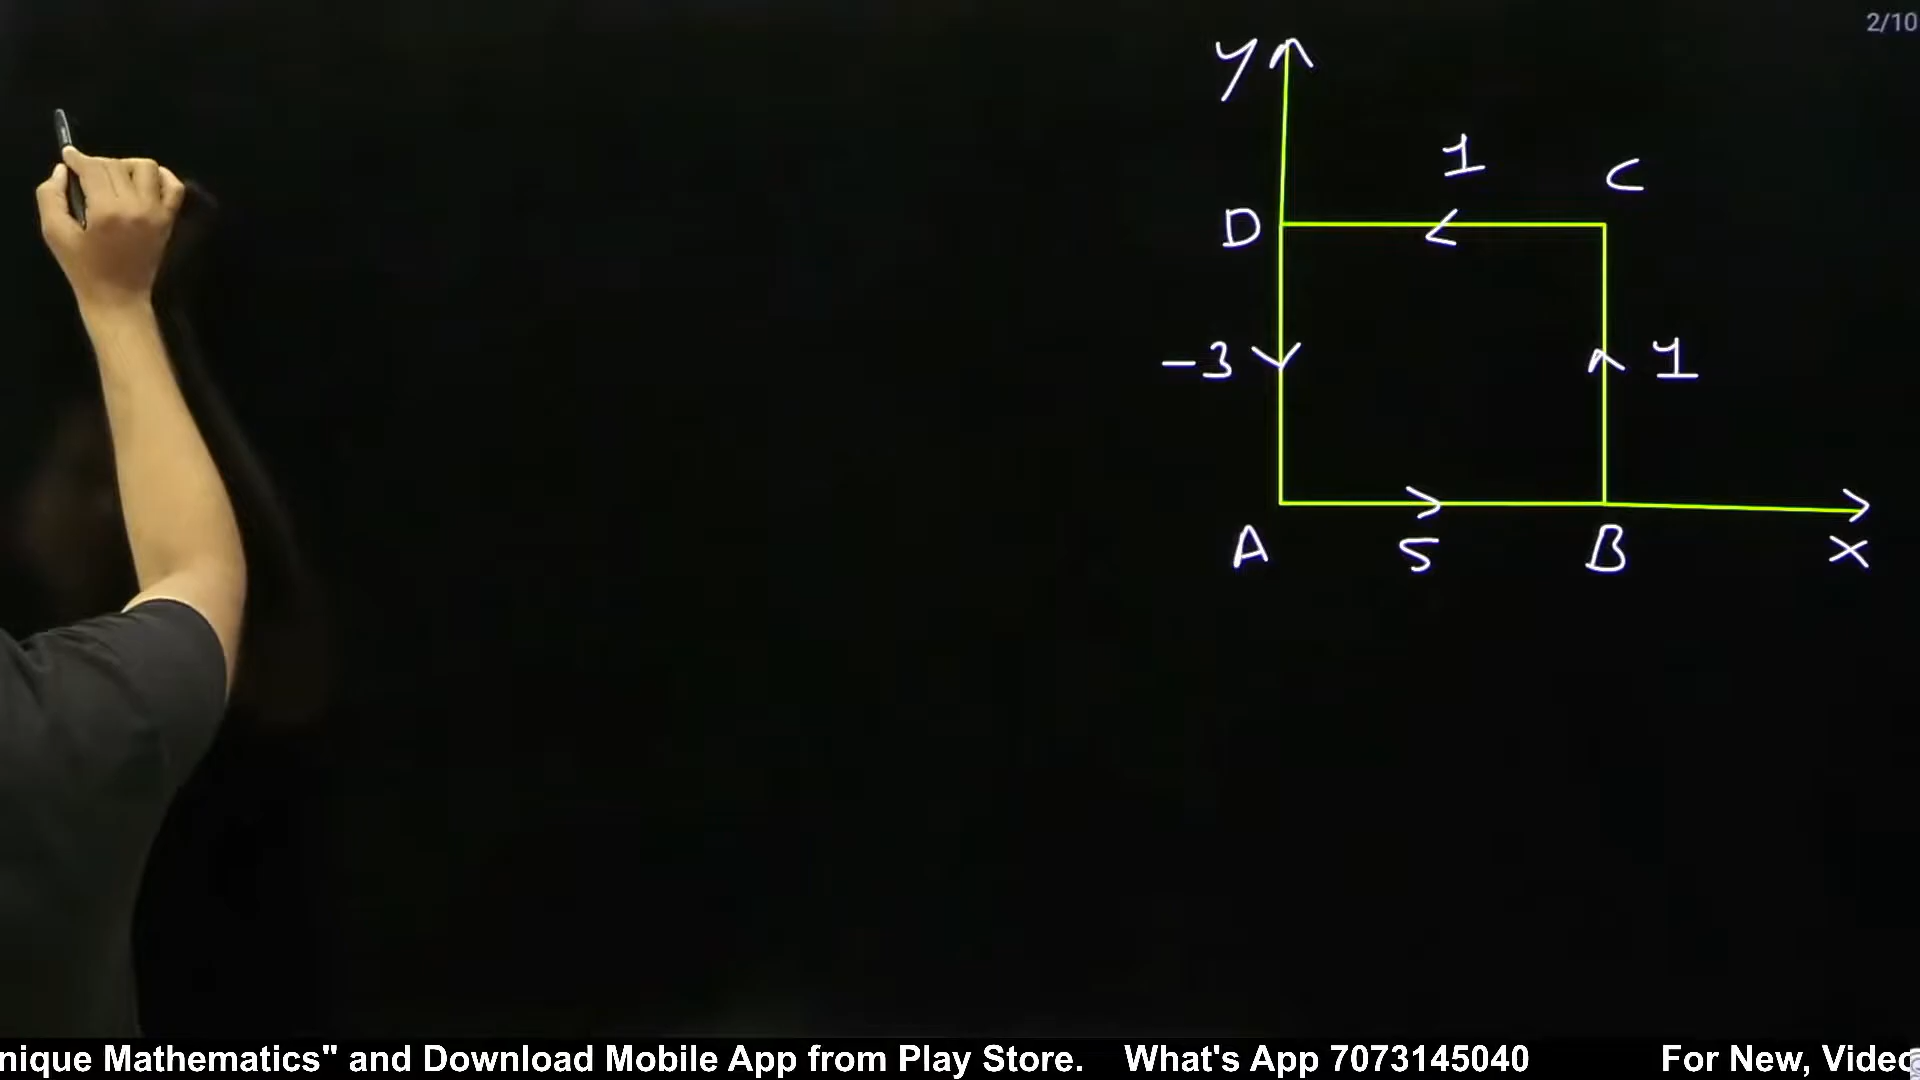 2/10
y
1
C
D
-3
1
A
5
B
x
nique Mathematics" and Download Mobile App from Play Store. What's App 7073145040 For New, Video